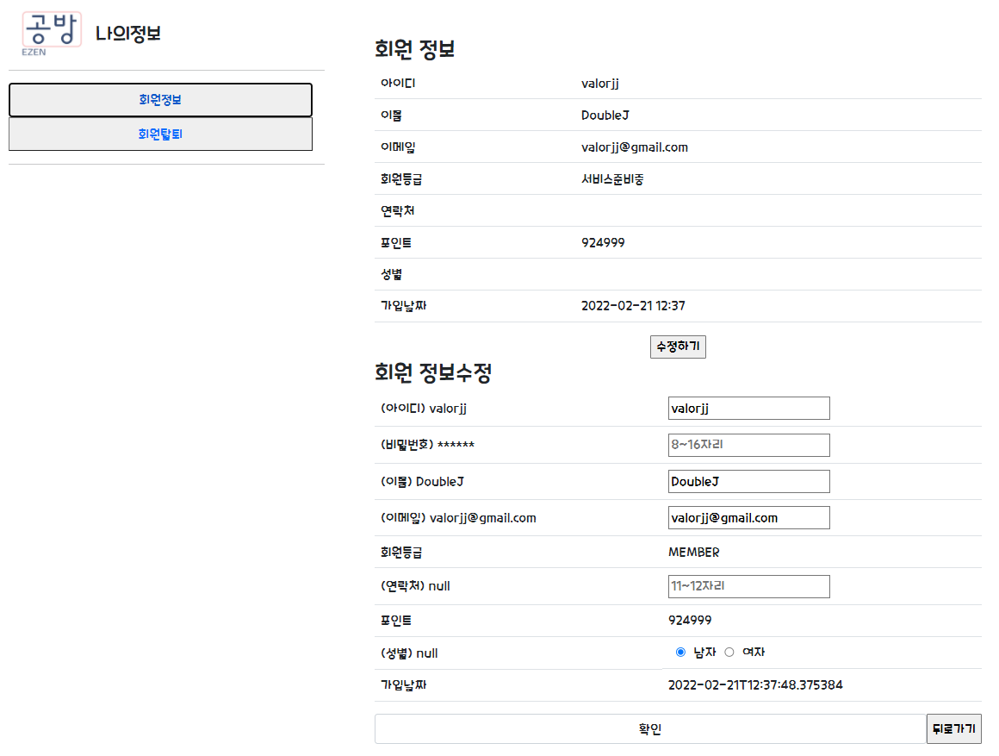 공방
EZEN
나의정보
회원정보
회원탈퇴
회원 정보
아이디 valorjj
이름 DoubleJ
이메일 valorjj@gmail.com
회원등급 서비스준비중
연락처
포인트 924999
성별
가입날짜 2022-02-21 12:37
수정하기
회원 정보수정
(아이디) valorjj valorjj
(비밀번호) ****** 8~16자리
(이름) DoubleJ DoubleJ
(이메일) valorjj@gmail.com valorjj@gmail.com
회원등급 MEMBER
(연락처) null 11~12자리
포인트 924999
(성별) null 남자 여자
가입날짜 2022-02-21T12:37:48.375384
확인 뒤로가기